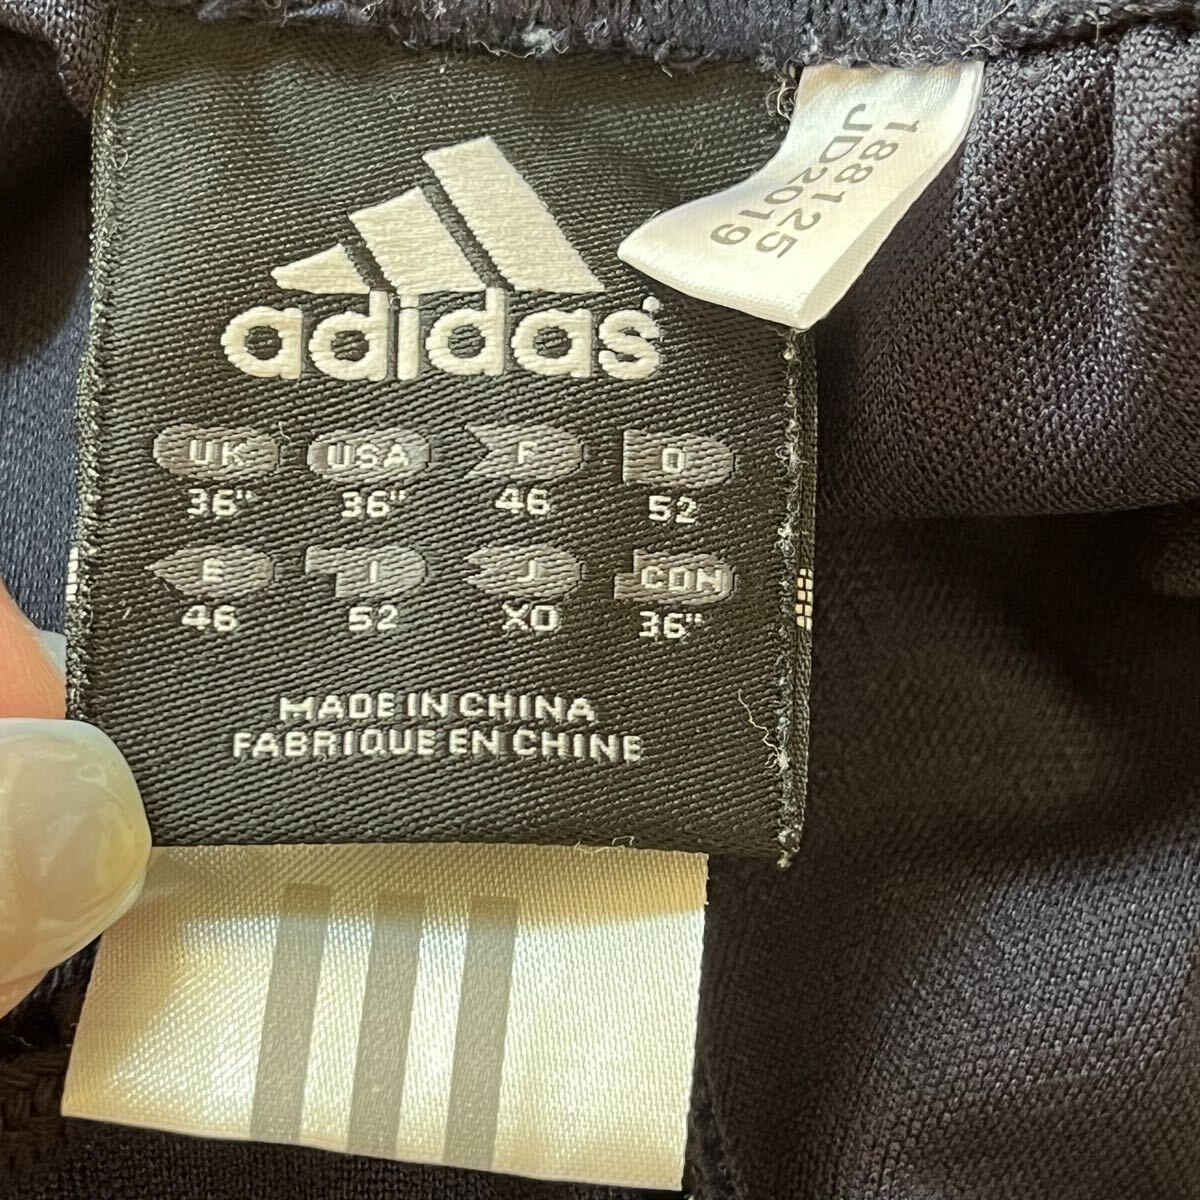 188125
JD2019
adidas
UK USA F D
36" 36" 46 52
E I J CDN
46 52 XO 36"
MADE IN CHINA
FABRIQUE EN CHINE